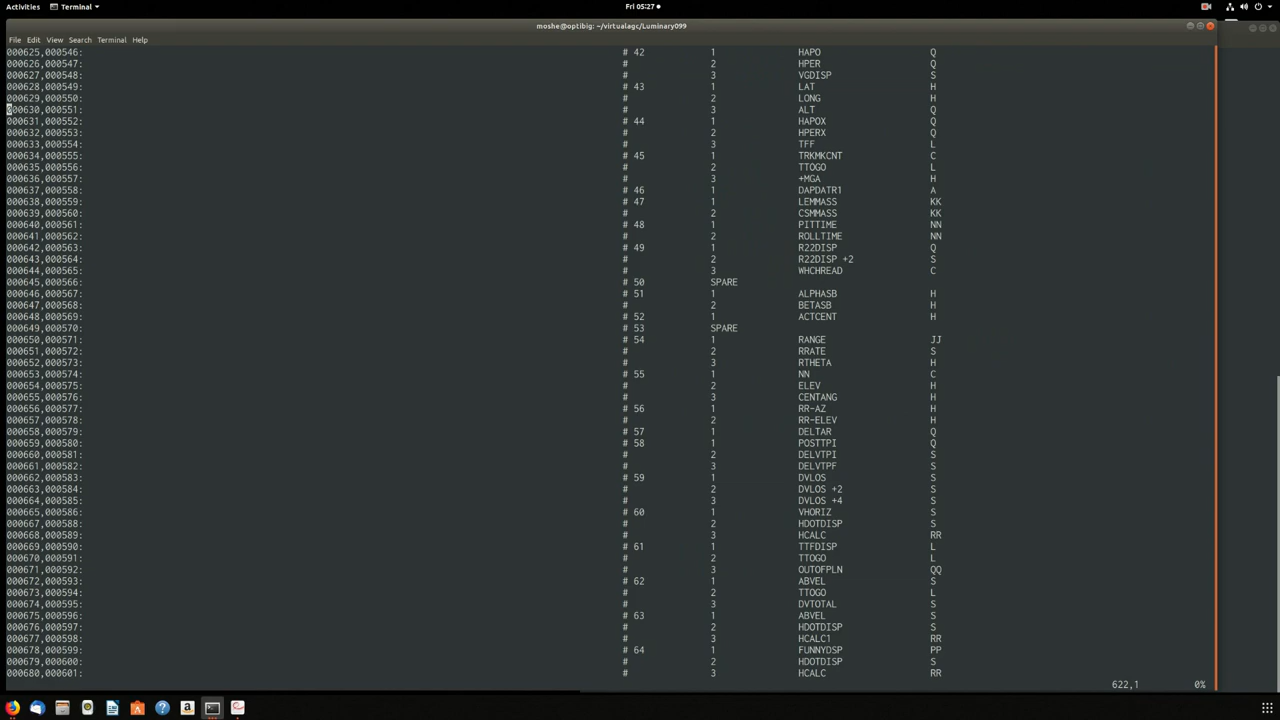 Activities Terminal Fri 05:27
moshe@optibig: ~/virtualagc/Luminary099
File Edit View Search Terminal Help
000625,000546: # 42 1 HAPO Q
000626,000547: # 2 HPER Q
000627,000548: # 3 VGDISP S
000628,000549: # 43 1 LAT H
000629,000550: # 2 LONG H
000630,000551: # 3 ALT Q
000631,000552: # 44 1 HAPOX Q
000632,000553: # 2 HPERX Q
000633,000554: # 3 TFF L
000634,000555: # 45 1 TRKMKCNT C
000635,000556: # 2 TTOGO L
000636,000557: # 3 +MGA H
000637,000558: # 46 1 DAPDATR1 A
000638,000559: # 47 1 LEMMASS KK
000639,000560: # 2 CSMMASS KK
000640,000561: # 48 1 PITTIME NN
000641,000562: # 2 ROLLTIME NN
000642,000563: # 49 1 R22DISP Q
000643,000564: # 2 R22DISP +2 S
000644,000565: # 3 WHCHREAD C
000645,000566: # 50 SPARE
000646,000567: # 51 1 ALPHASB H
000647,000568: # 2 BETASB H
000648,000569: # 52 1 ACTCENT H
000649,000570: # 53 SPARE
000650,000571: # 54 1 RANGE JJ
000651,000572: # 2 RRATE S
000652,000573: # 3 RTHETA H
000653,000574: # 55 1 NN C
000654,000575: # 2 ELEV H
000655,000576: # 3 CENTANG H
000656,000577: # 56 1 RR-AZ H
000657,000578: # 2 RR-ELEV H
000658,000579: # 57 1 DELTAR Q
000659,000580: # 58 1 POSTTPI Q
000660,000581: # 2 DELVTPI S
000661,000582: # 3 DELVTPF S
000662,000583: # 59 1 DVLOS S
000663,000584: # 2 DVLOS +2 S
000664,000585: # 3 DVLOS +4 S
000665,000586: # 60 1 VHORIZ S
000667,000588: # 2 HDOTDISP S
000668,000589: # 3 HCALC RR
000669,000590: # 61 1 TTFDISP L
000670,000591: # 2 TTOGO L
000671,000592: # 3 OUTOFPLN QQ
000672,000593: # 62 1 ABVEL S
000673,000594: # 2 TTOGO L
000674,000595: # 3 DVTOTAL S
000675,000596: # 63 1 ABVEL S
000676,000597: # 2 HDOTDISP S
000677,000598: # 3 HCALC1 RR
000678,000599: # 64 1 FUNNYDSP PP
000679,000600: # 2 HDOTDISP S
000680,000601: # 3 HCALC RR
622,1 0%